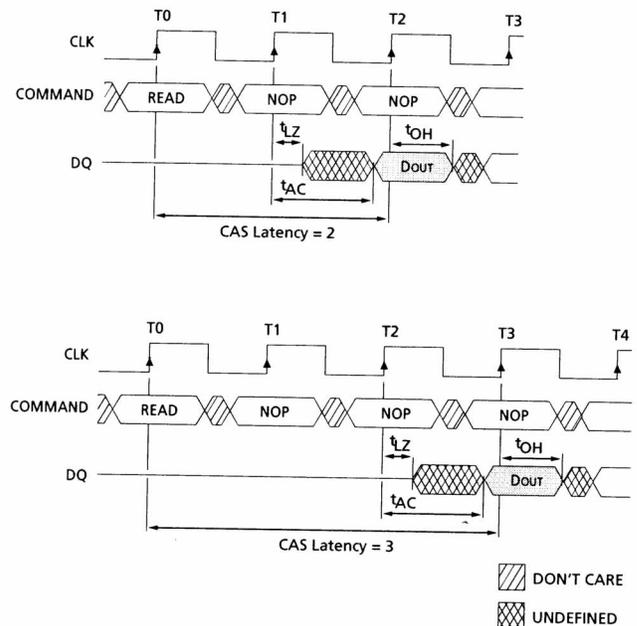 T0 T1 T2 T3
CLK
COMMAND READ NOP NOP
tLZ tOH
DQ DOUT
tAC
CAS Latency = 2
T0 T1 T2 T3 T4
CLK
COMMAND READ NOP NOP NOP
tLZ tOH
DQ DOUT
tAC
CAS Latency = 3
DON'T CARE
UNDEFINED